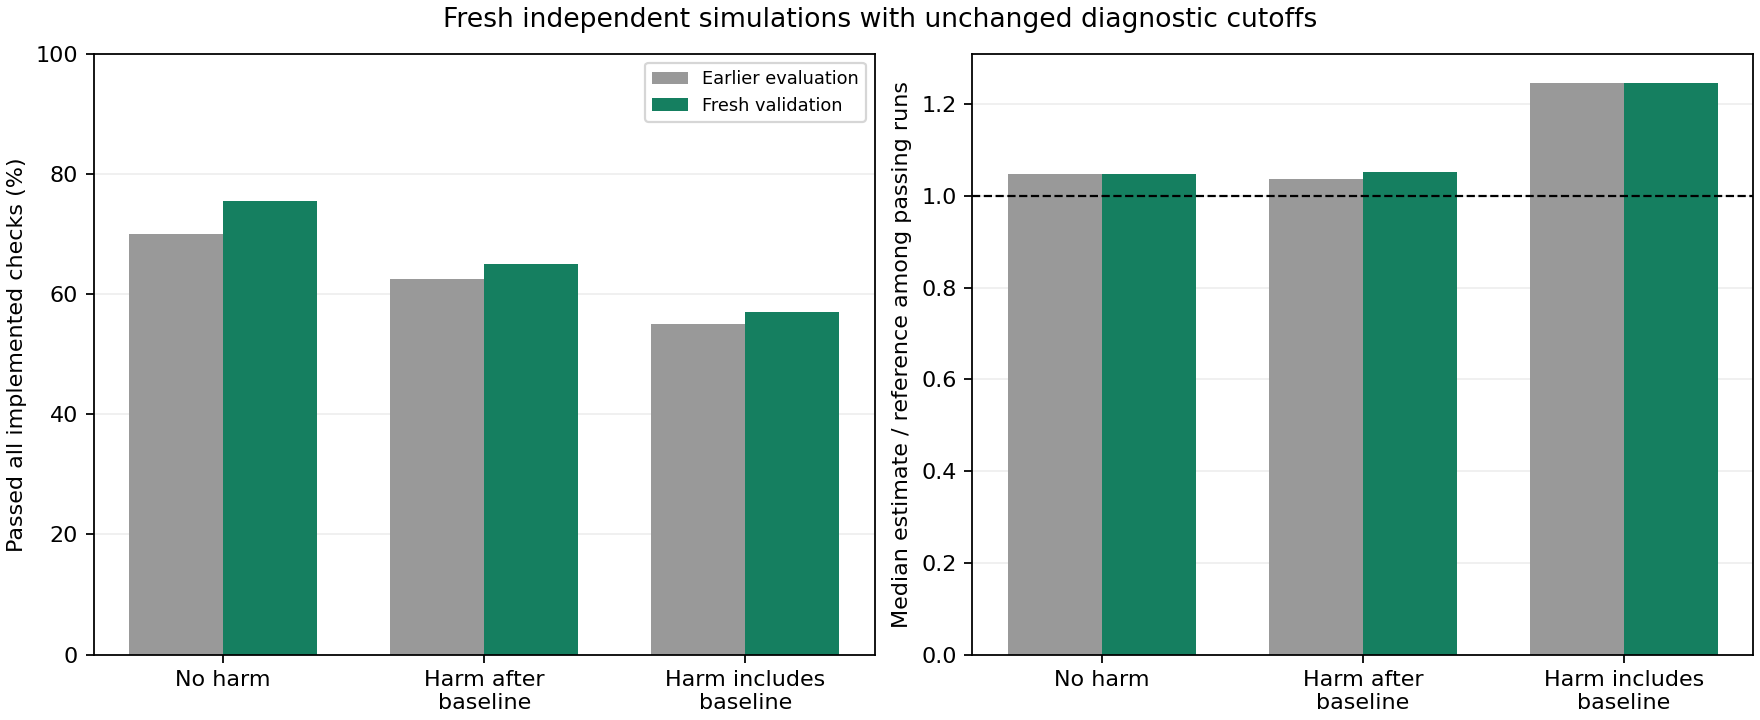 Fresh independent simulations with unchanged diagnostic cutoffs
Passed all implemented checks (%)
100
80
60
40
20
0
Earlier evaluation
Fresh validation
No harm
Harm after
baseline
Harm includes
baseline
Median estimate / reference among passing runs
1.2
1.0
0.8
0.6
0.4
0.2
0.0
No harm
Harm after
baseline
Harm includes
baseline